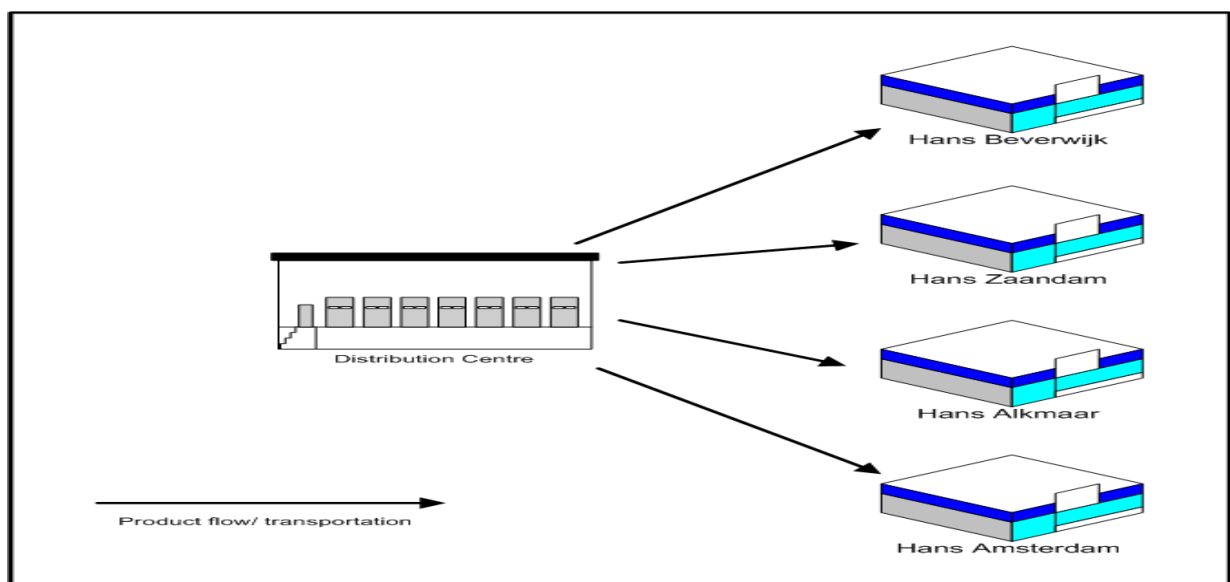 Hans Beverwijk
Hans Zaandam
Distribution Centre
Hans Alkmaar
Product flow/ transportation
Hans Amsterdam